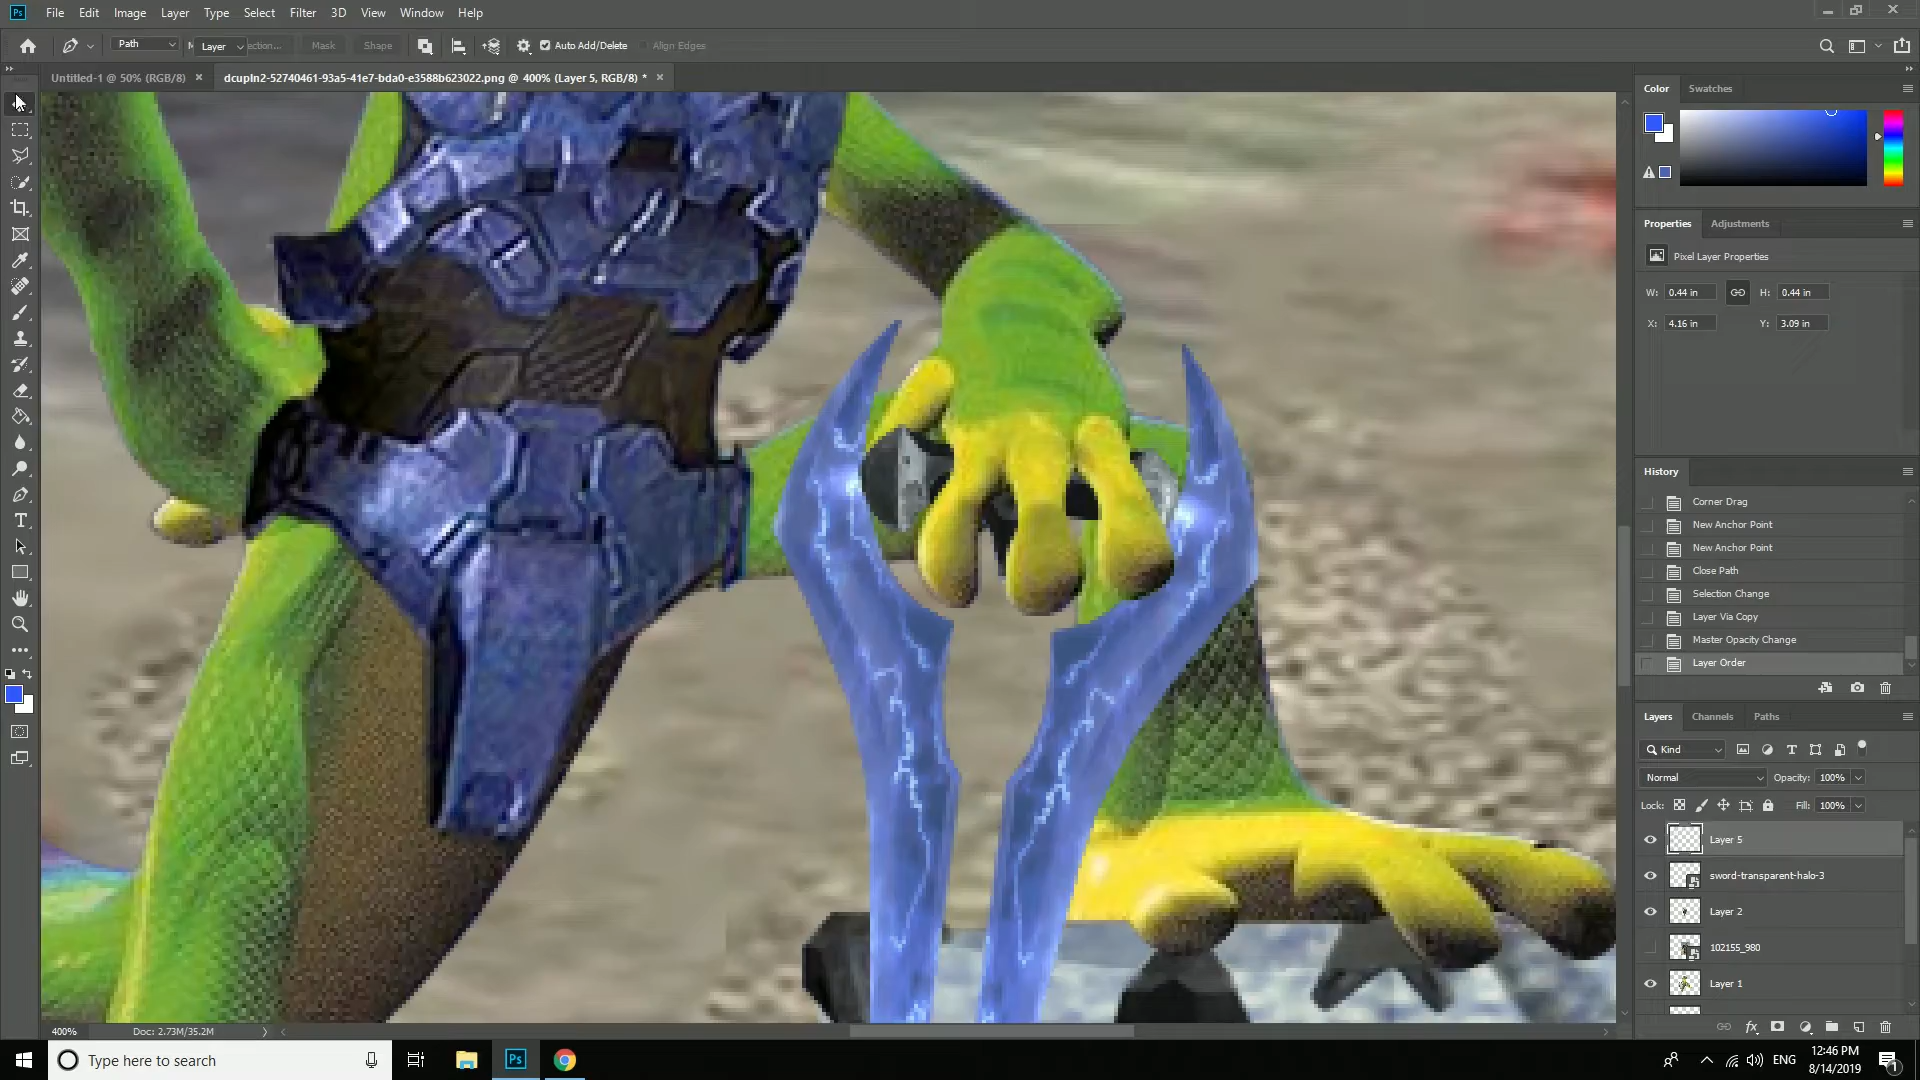 Ps File Edit Image Layer Type Select Filter 3D View Window Help
Path Layer Mask Shape Auto Add/Delete Align Edges
Untitled-1 @ 50% (RGB/8) × dcupln2-52740461-93a5-41e7-bda0-e3588b623022.png @ 400% (Layer 5, RGB/8) * ×
Color Swatches
Properties Adjustments
Pixel Layer Properties
W: 0.44 in H: 0.44 in
X: 4.16 in Y: 3.09 in
History
Corner Drag
New Anchor Point
New Anchor Point
Close Path
Selection Change
Layer Via Copy
Master Opacity Change
Layer Order
Layers Channels Paths
Kind
Normal Opacity: 100%
Lock: Fill: 100%
Layer 5
sword-transparent-halo-3
Layer 2
102155_980
Layer 1
400% Doc: 2.73M/35.2M
Type here to search
Ps
ENG
12:46 PM
8/14/2019
1